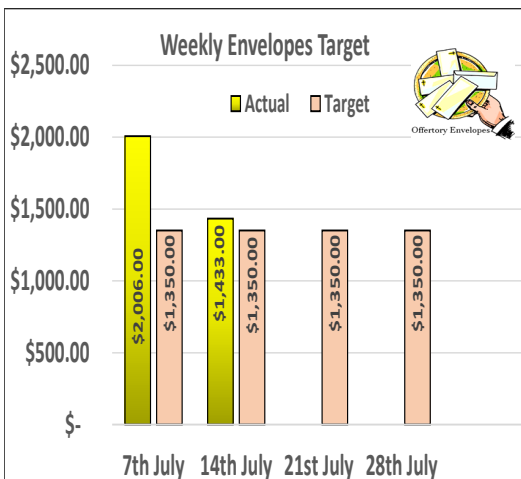 Weekly Envelopes Target
Actual
Target
Offertory Envelopes
$2,500.00
$2,000.00
$1,500.00
$1,000.00
$500.00
$-
$2,006.00
$1,350.00
$1,433.00
$1,350.00
$1,350.00
$1,350.00
7th July
14th July
21st July
28th July